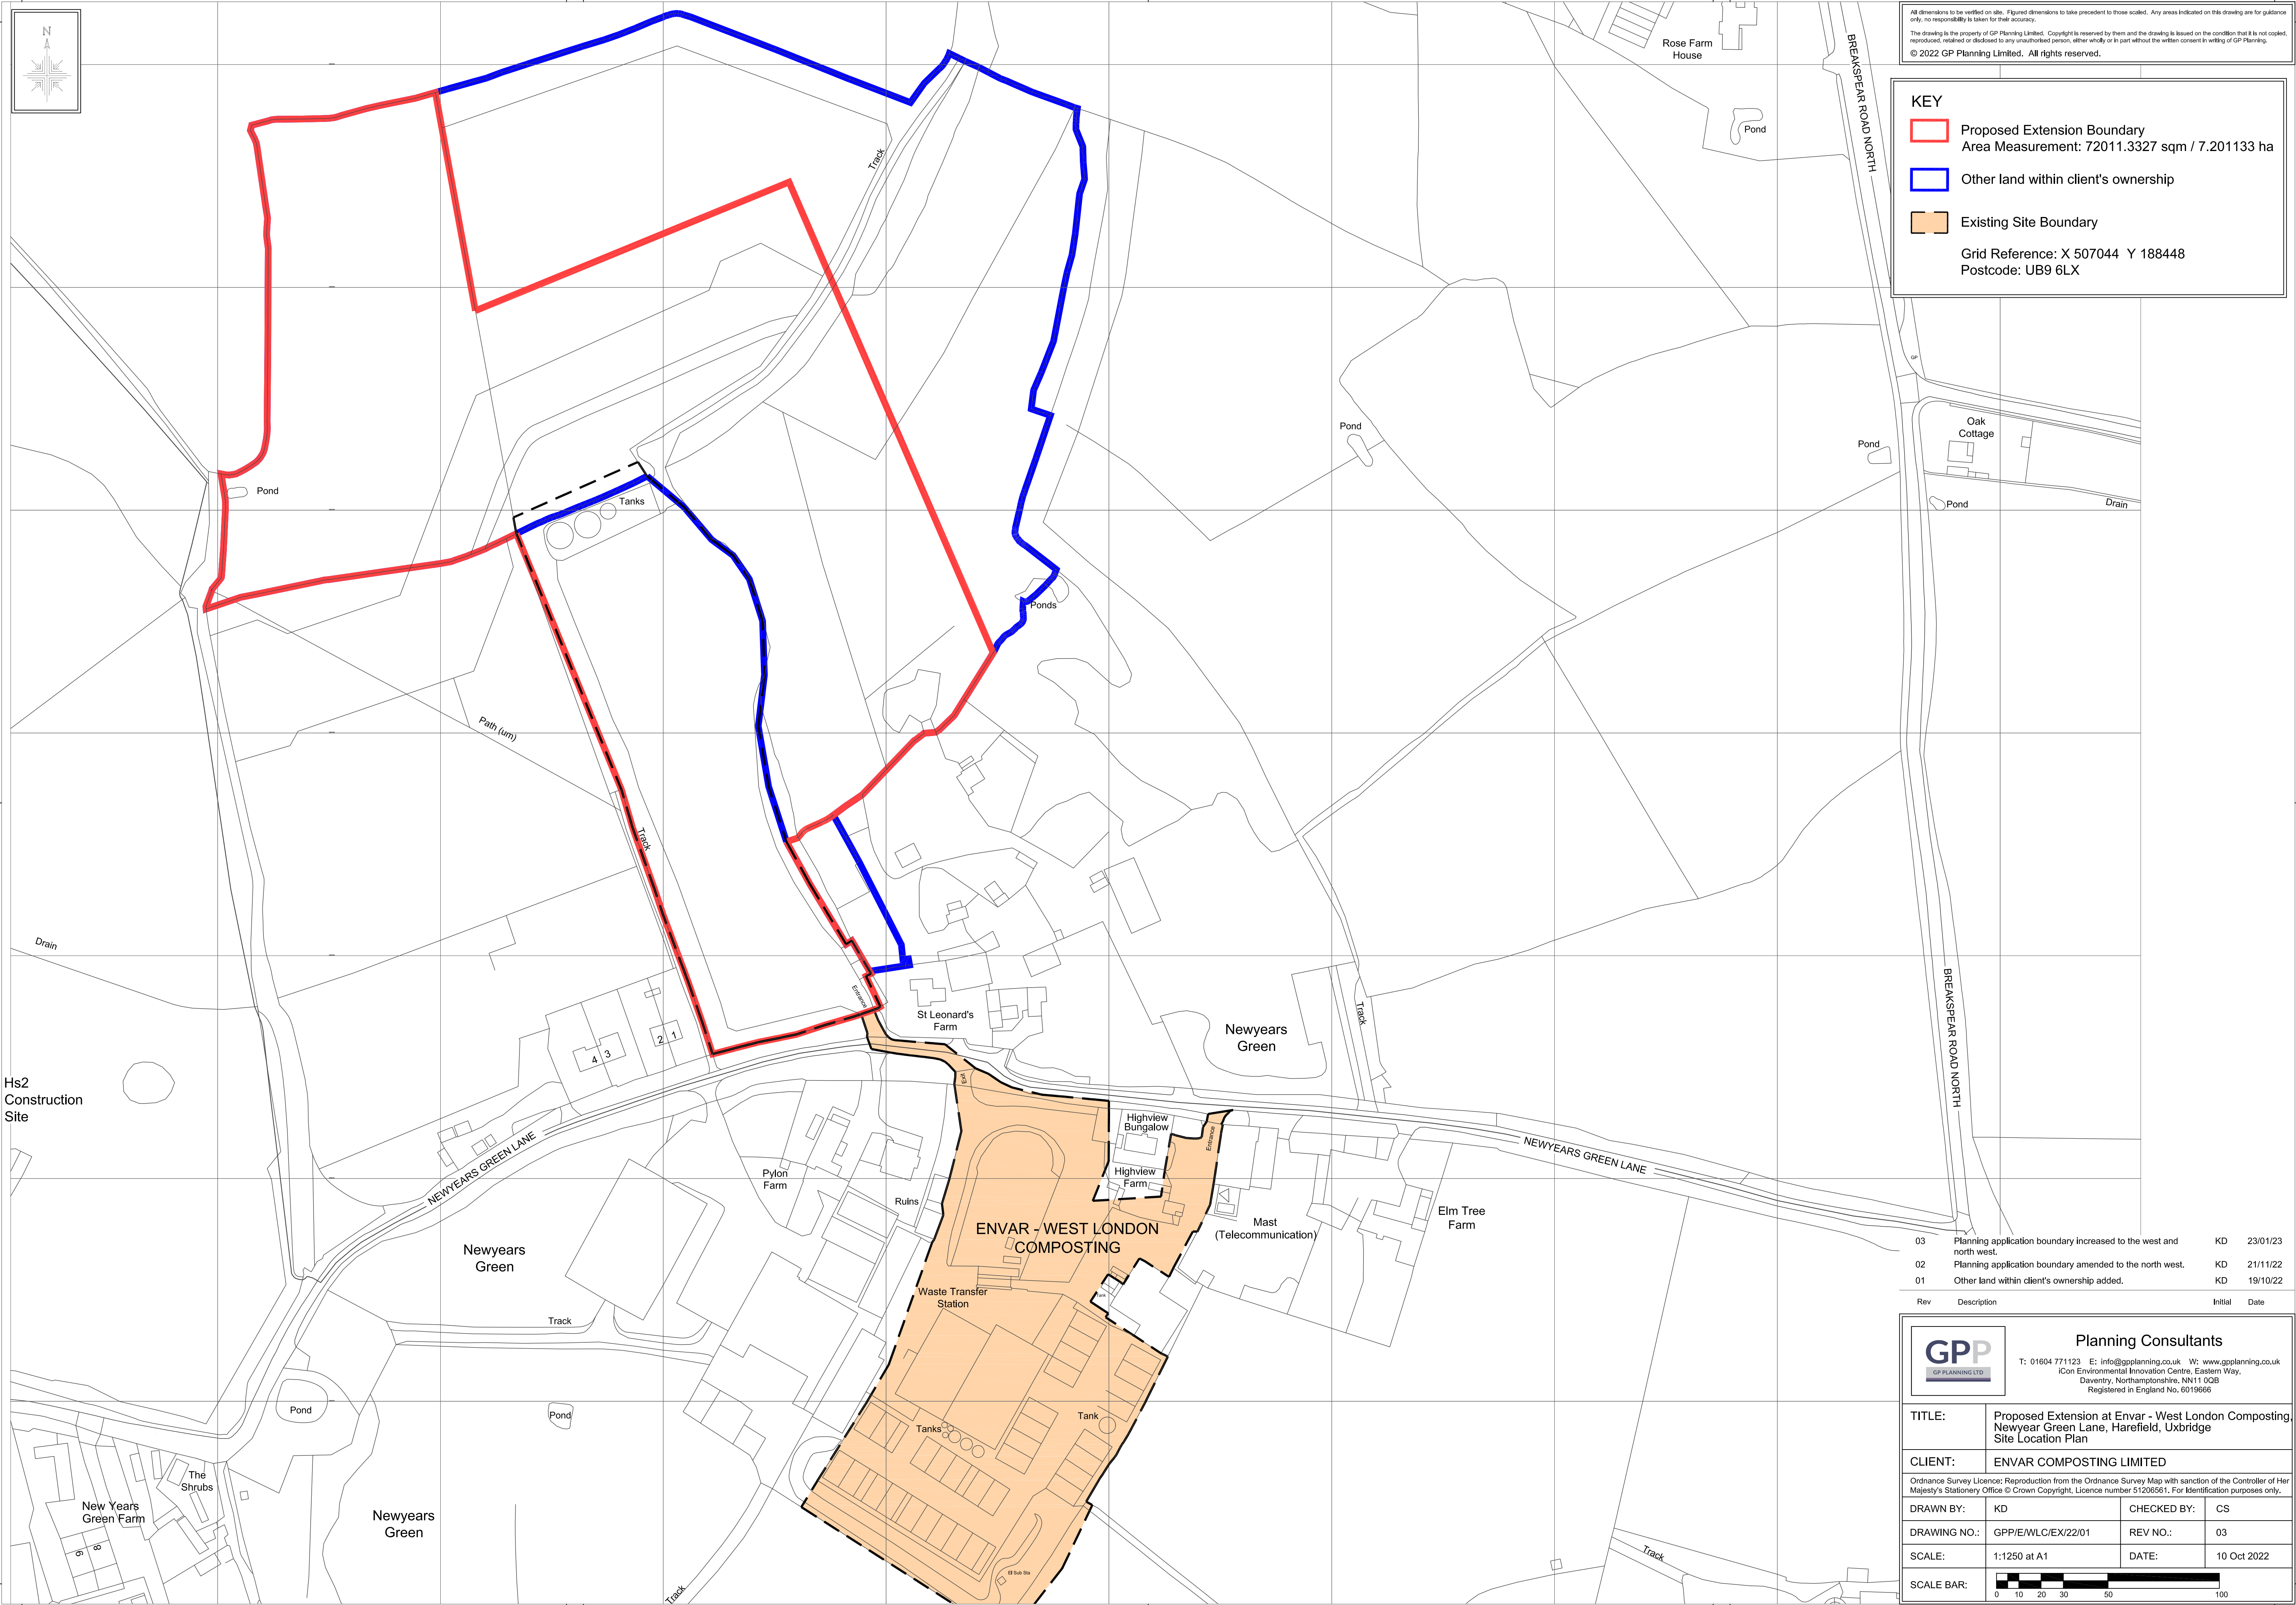 All dimensions to be verified on site. Figured dimensions to take precedent to those scaled. Any areas indicated on this drawing are for guidance
only, no responsibility is taken for their accuracy.
The drawing is the property of GP Planning Limited. Copyright is reserved by them and the drawing is issued on the condition that it is not copied,
reproduced, retained or disclosed to any unauthorised person, either wholly or in part without the written consent in writing of GP Planning.
© 2022 GP Planning Limited. All rights reserved.
KEY
Proposed Extension Boundary
Area Measurement: 72011.3327 sqm / 7.201133 ha
Other land within client's ownership
Existing Site Boundary
Grid Reference: X 507044 Y 188448
Postcode: UB9 6LX
N
Rose Farm
House
BREAKSPEAR ROAD NORTH
Pond
Track
GP
Oak
Cottage
Pond
Pond
Pond
Drain
Pond
Tanks
Ponds
Path (um)
Track
Drain
Entrance
St Leonard's
Farm
Newyears
Green
Track
BREAKSPEAR ROAD NORTH
4
3
2
1
Hs2
Construction
Site
Exit
NEWYEARS GREEN LANE
Highview
Bungalow
Entrance
NEWYEARS GREEN LANE
Pylon
Farm
Highview
Farm
Ruins
ENVAR - WEST LONDON
COMPOSTING
Mast
(Telecommunication)
Elm Tree
Farm
Newyears
Green
Waste Transfer
Station
Tank
Track
Pond
Pond
Tanks
Tank
The
Shrubs
New Years
Green Farm
Newyears
Green
9
8
El Sub Sta
Track
Track
03 Planning application boundary increased to the west and KD 23/01/23
north west.
02 Planning application boundary amended to the north west. KD 21/11/22
01 Other land within client's ownership added. KD 19/10/22
Rev Description Initial Date
GPP
GP PLANNING LTD
Planning Consultants
T: 01604 771123 E: info@gpplanning.co.uk W: www.gpplanning.co.uk
iCon Environmental Innovation Centre, Eastern Way,
Daventry, Northamptonshire, NN11 0QB
Registered in England No. 6019666
TITLE: Proposed Extension at Envar - West London Composting,
Newyear Green Lane, Harefield, Uxbridge
Site Location Plan
CLIENT: ENVAR COMPOSTING LIMITED
Ordnance Survey Licence: Reproduction from the Ordnance Survey Map with sanction of the Controller of Her
Majesty's Stationery Office © Crown Copyright, Licence number 51206561. For Identification purposes only.
DRAWN BY: KD CHECKED BY: CS
DRAWING NO.: GPP/E/WLC/EX/22/01 REV NO.: 03
SCALE: 1:1250 at A1 DATE: 10 Oct 2022
SCALE BAR:
0 10 20 30 50 100